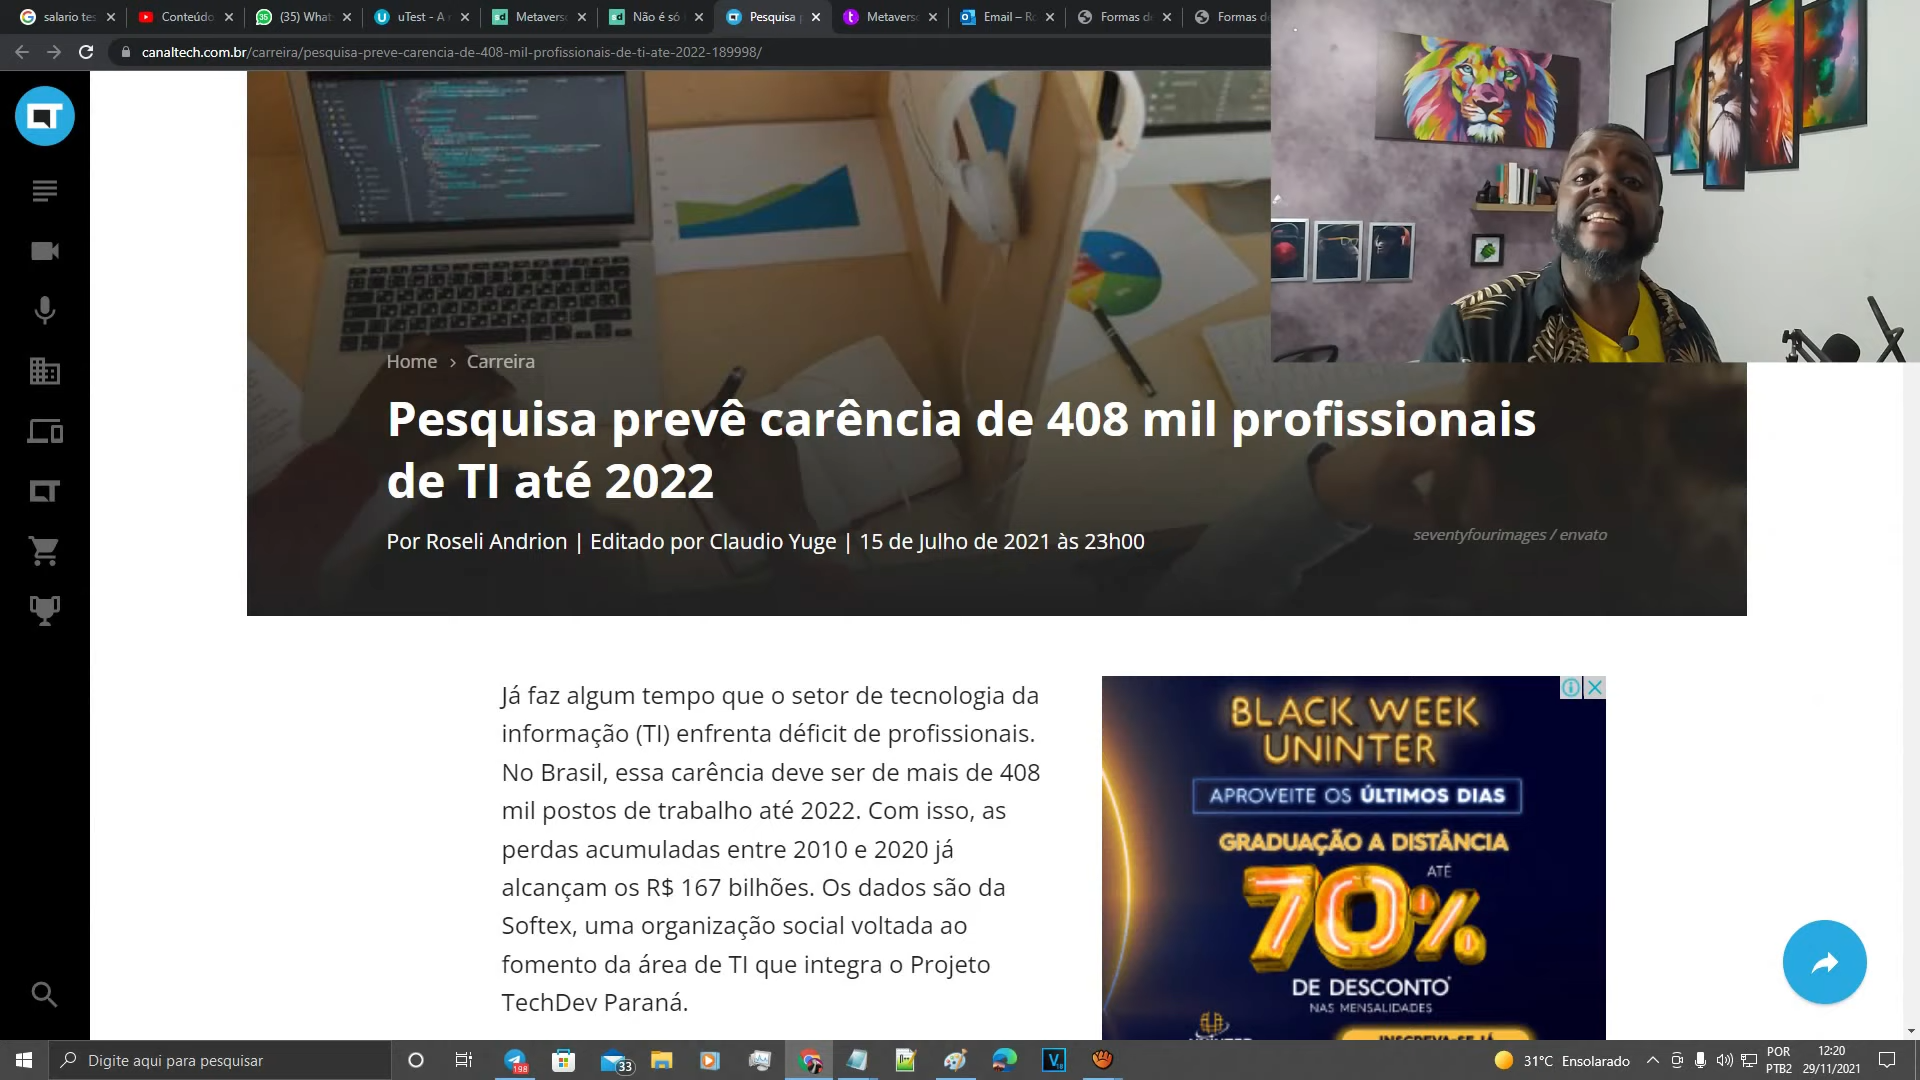 salario tes
Conteúdo
(35) What
uTest - A
Metavers
Não é só
Pesquisa
Metavers
Email – Ro
Formas de
Formas de
canaltech.com.br/carreira/pesquisa-preve-carencia-de-408-mil-profissionais-de-ti-ate-2022-189998/
Home › Carreira
Pesquisa prevê carência de 408 mil profissionais
de TI até 2022
Por Roseli Andrion | Editado por Claudio Yuge | 15 de Julho de 2021 às 23h00
seventyfourimages / envato
Já faz algum tempo que o setor de tecnologia da
informação (TI) enfrenta déficit de profissionais.
No Brasil, essa carência deve ser de mais de 408
mil postos de trabalho até 2022. Com isso, as
perdas acumuladas entre 2010 e 2020 já
alcançam os R$ 167 bilhões. Os dados são da
Softex, uma organização social voltada ao
fomento da área de TI que integra o Projeto
TechDev Paraná.
BLACK WEEK
UNINTER
APROVEITE OS ÚLTIMOS DIAS
GRADUAÇÃO A DISTÂNCIA
ATÉ
70%
DE DESCONTO*
NAS MENSALIDADES
INSCREVA-SE JÁ
Digite aqui para pesquisar
198
33
31°C Ensolarado
POR
PTB2
12:20
29/11/2021